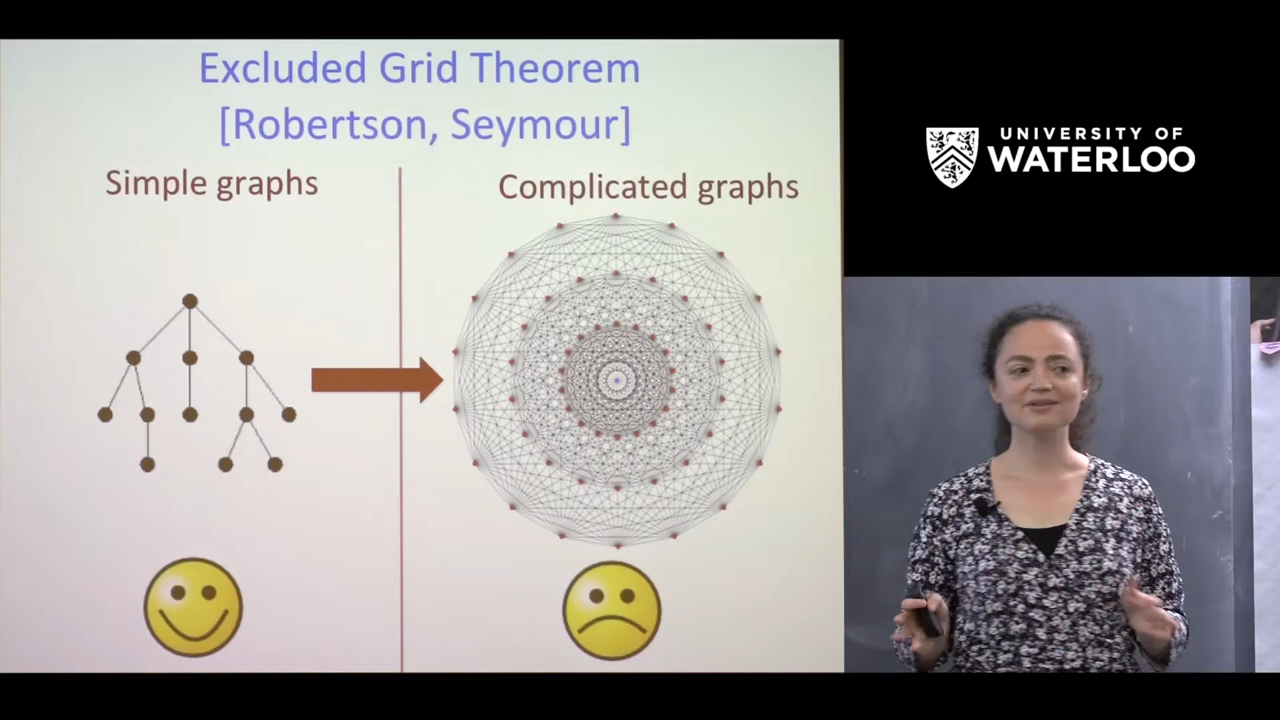 Excluded Grid Theorem
[Robertson, Seymour]
Simple graphs
Complicated graphs
UNIVERSITY OF
WATERLOO